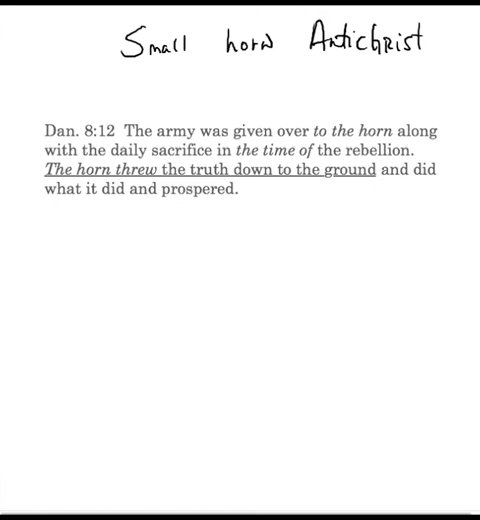 Small horn Antichrist
Dan. 8:12 The army was given over to the horn along
with the daily sacrifice in the time of the rebellion.
The horn threw the truth down to the ground and did
what it did and prospered.